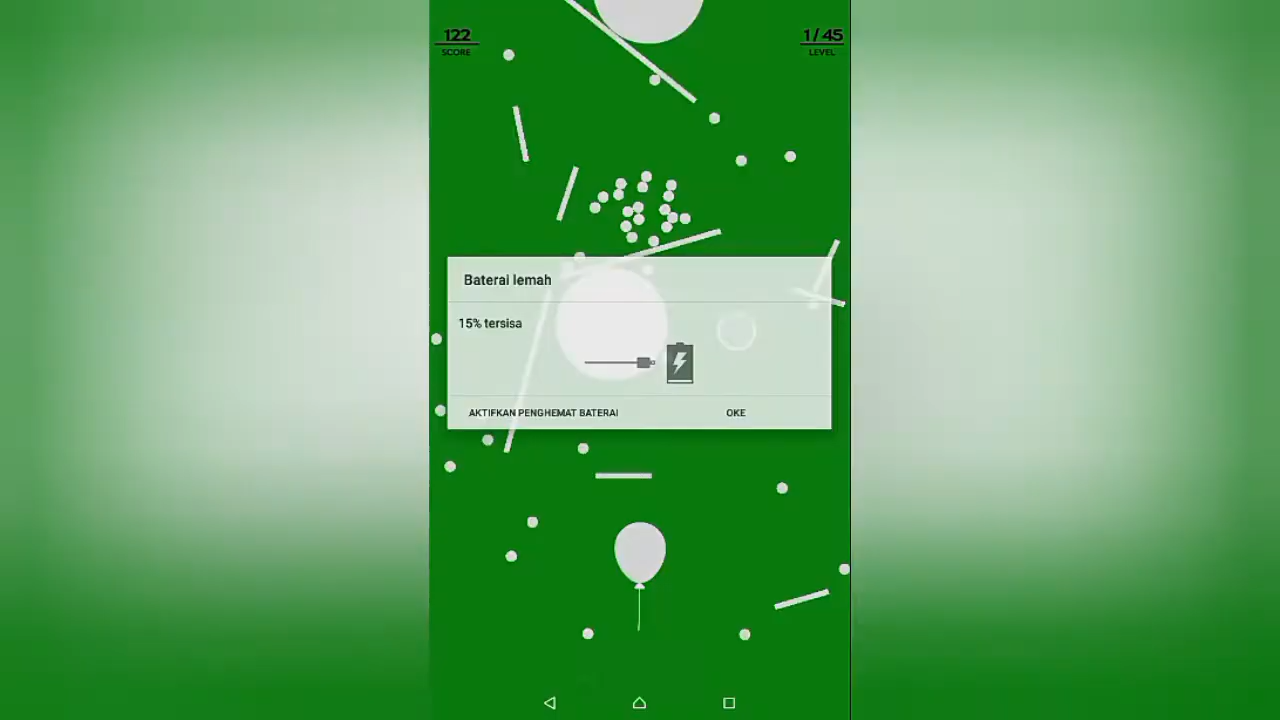 122
SCORE
1/45
LEVEL
Baterai lemah
15% tersisa
AKTIFKAN PENGHEMAT BATERAI
OKE